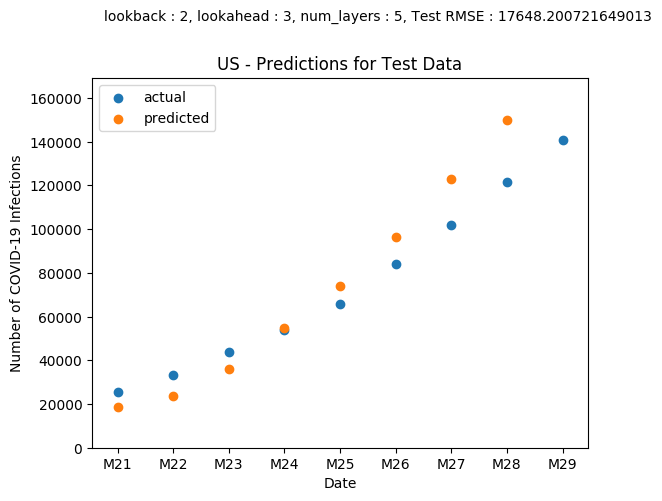 lookback : 2, lookahead : 3, num_layers : 5, Test RMSE : 17648.200721649013
US - Predictions for Test Data
actual
predicted
Number of COVID-19 Infections
160000
140000
120000
100000
80000
60000
40000
20000
0
M21 M22 M23 M24 M25 M26 M27 M28 M29
Date